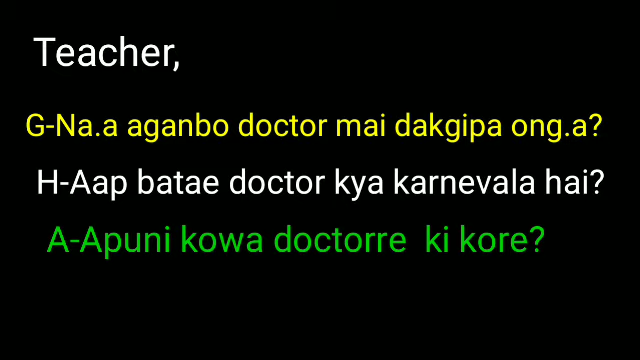 Teacher,
G-Na.a aganbo doctor mai dakgipa ong.a?
H-Aap batae doctor kya karnevala hai?
A-Apuni kowa doctorre ki kore?